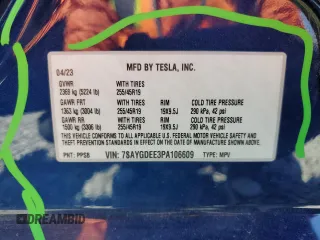 MFD BY TESLA, INC.
04/23
GVWR WITH TIRES
2369 kg (5224 lb) 255/45R19
GAWR FRT WITH TIRES RIM COLD TIRE PRESSURE
1363 kg (3004 lb) 255/45R19 19X9.5J 290 kPa, 42 psi
GAWR RR WITH TIRES RIM COLD TIRE PRESSURE
1500 kg (3306 lb) 255/45R19 19X9.5J 290 kPa, 42 psi
THIS VEHICLE CONFORMS TO ALL APPLICABLE U.S. FEDERAL MOTOR VEHICLE SAFETY AND
THEFT PREVENTION STANDARDS IN EFFECT ON THE DATE OF MANUFACTURE SHOWN
ABOVE.
PNT: PPSB VIN: 7SAYGDEE3PA106609 TYPE: MPV
DREAMBID